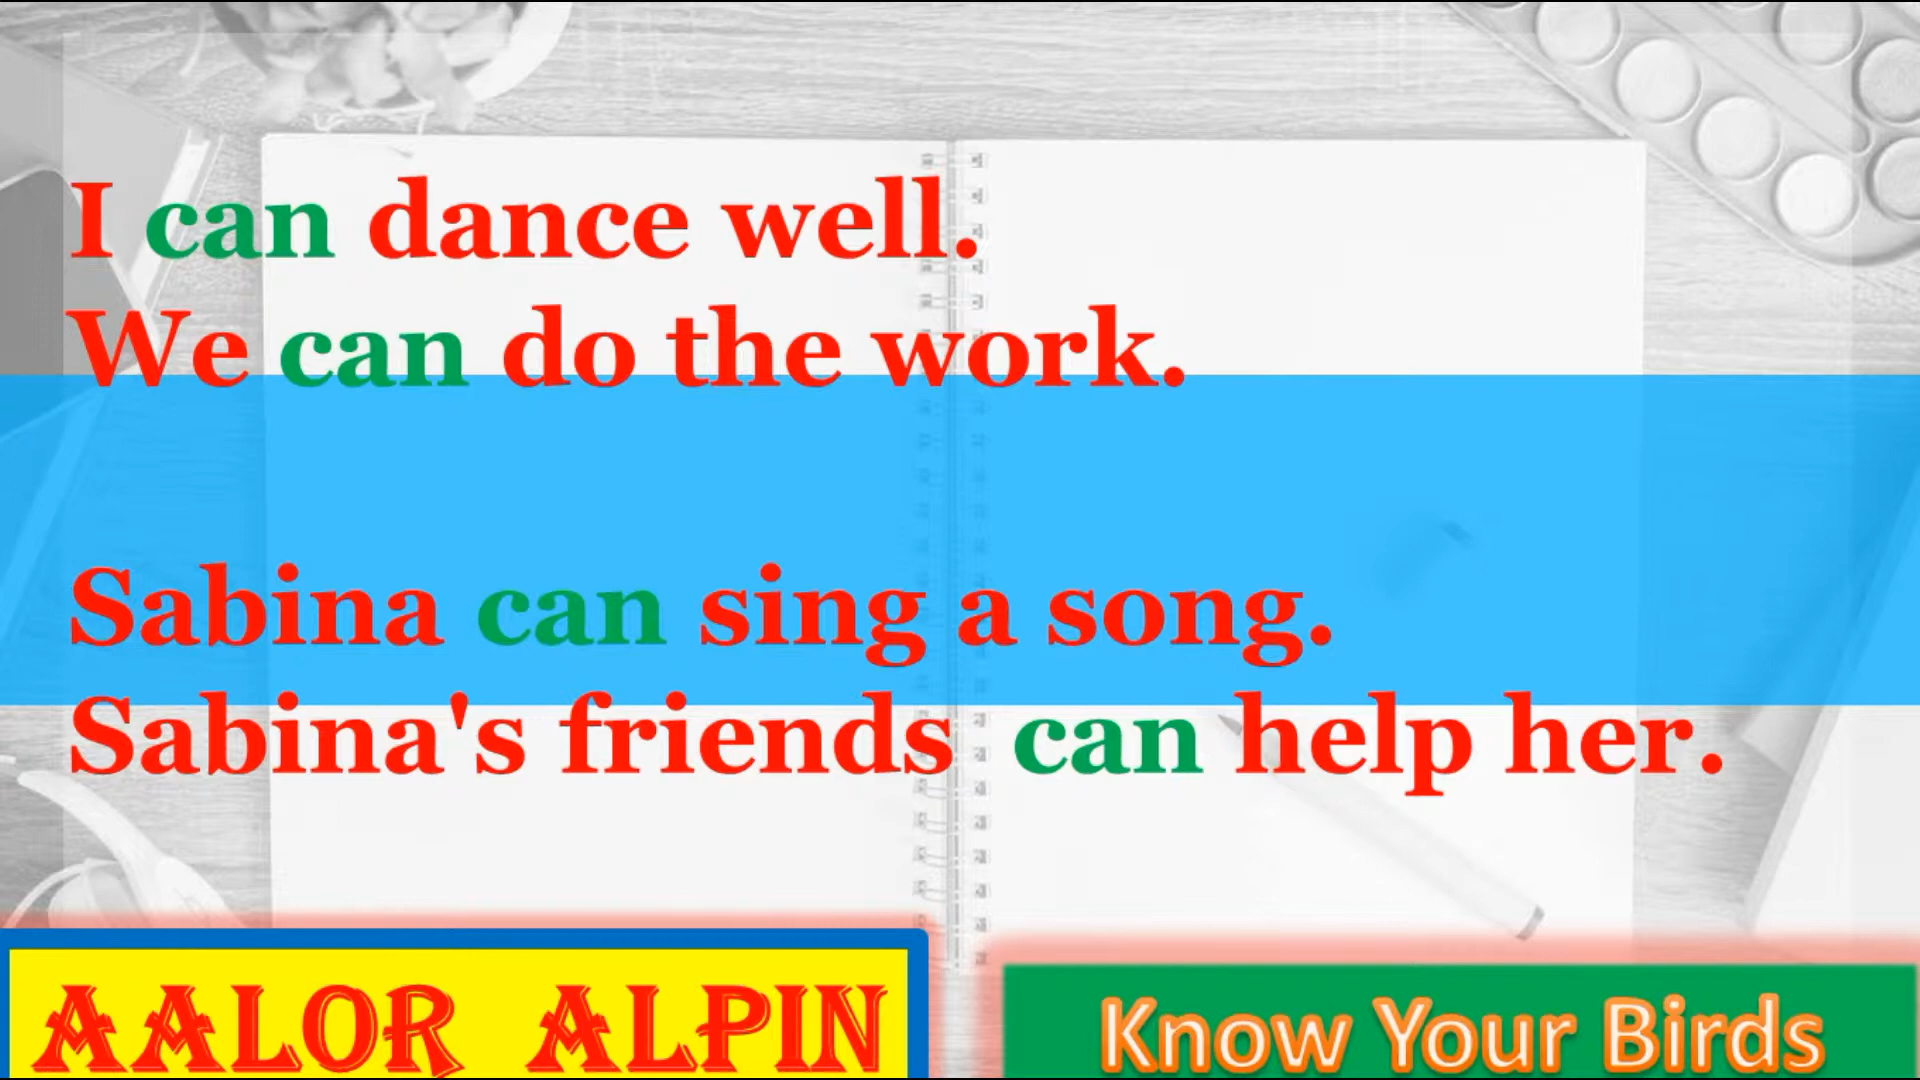 I can dance well.
We can do the work.
Sabina can sing a song.
Sabina's friends can help her.
AALOR ALPIN
Know Your Birds